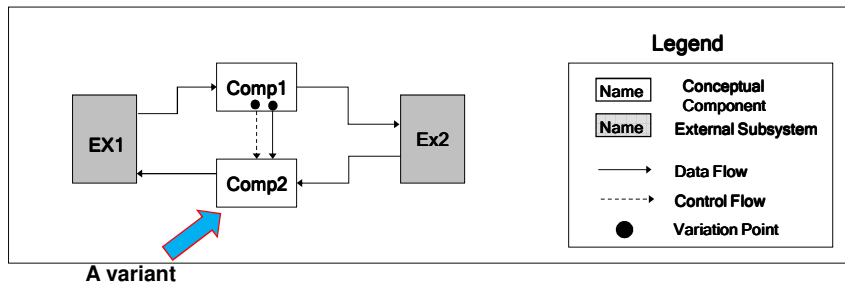 Comp1
EX1
Ex2
Comp2
A variant
Legend
Name Conceptual
Component
Name External Subsystem
Data Flow
Control Flow
Variation Point